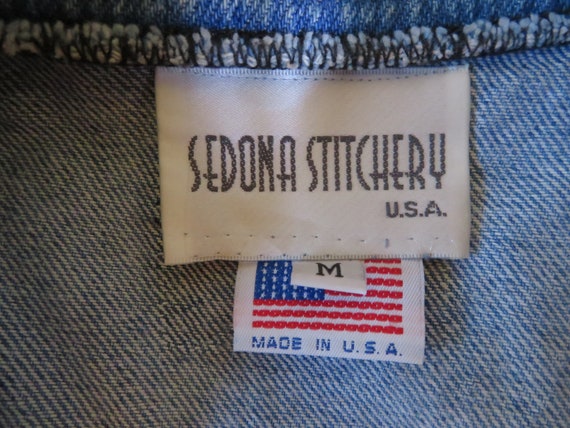 SEDONA STITCHERY
U.S.A.
M
MADE IN U.S.A.